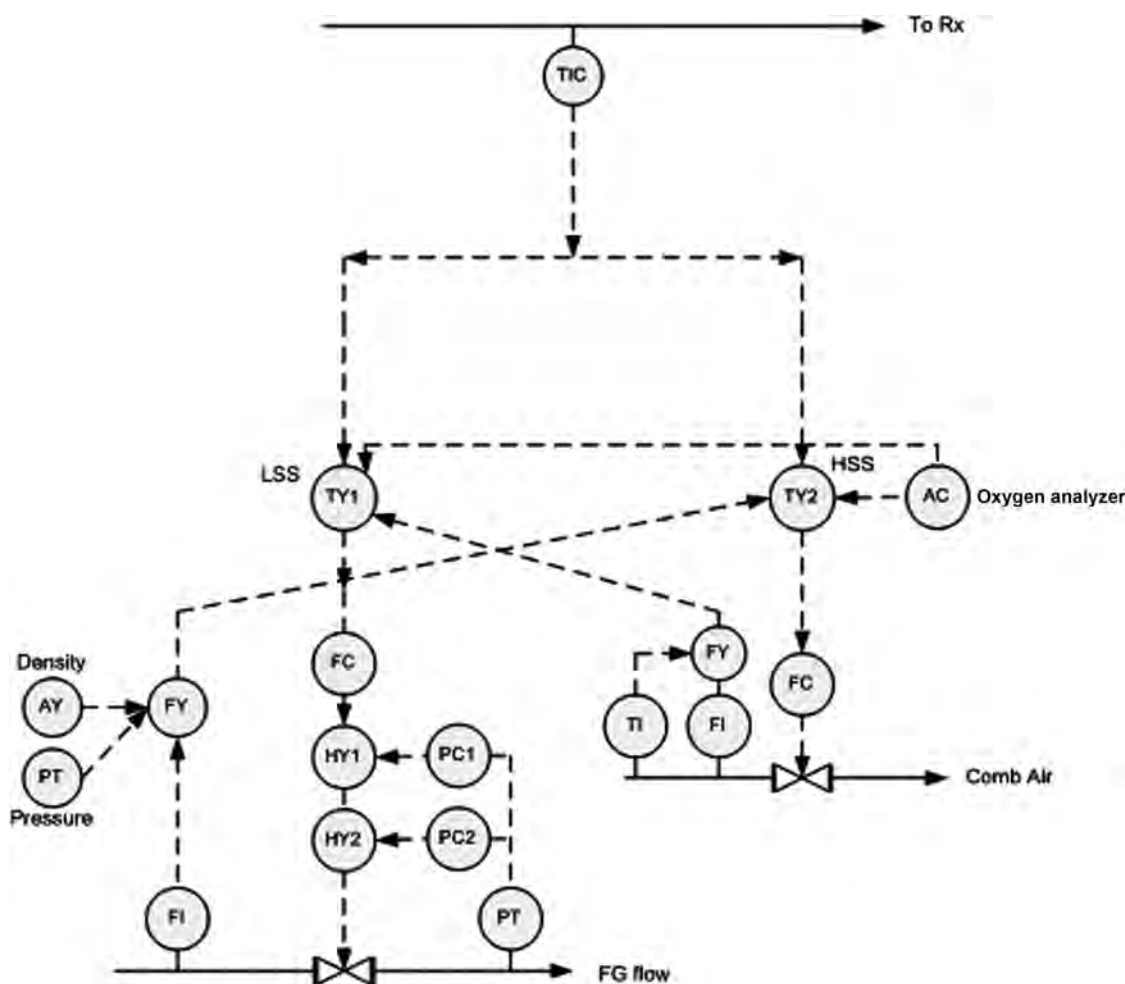 To Rx
TIC
LSS
HSS
TY1
TY2
AC
Oxygen analyzer
Density
FC
FY
FC
AY
FY
TI
FI
PT
HY1
PC1
Comb Air
Pressure
HY2
PC2
FI
PT
FG flow